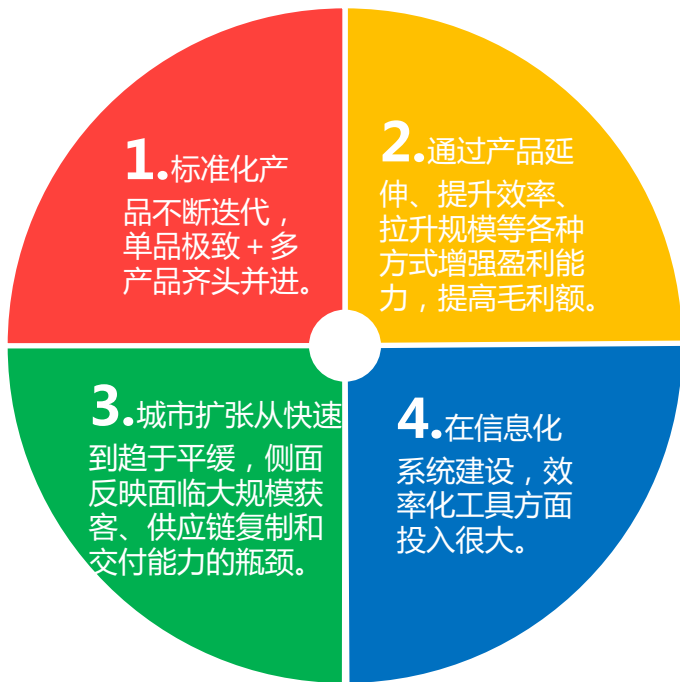 1.标准化产
品不断迭代，
单品极致＋多
产品齐头并进。
2.通过产品延
伸、提升效率、
拉升规模等各种
方式增强盈利能
力，提高毛利额。
3.城市扩张从快速
到趋于平缓，侧面
反映面临大规模获
客、供应链复制和
交付能力的瓶颈。
4.在信息化
系统建设，效
率化工具方面
投入很大。